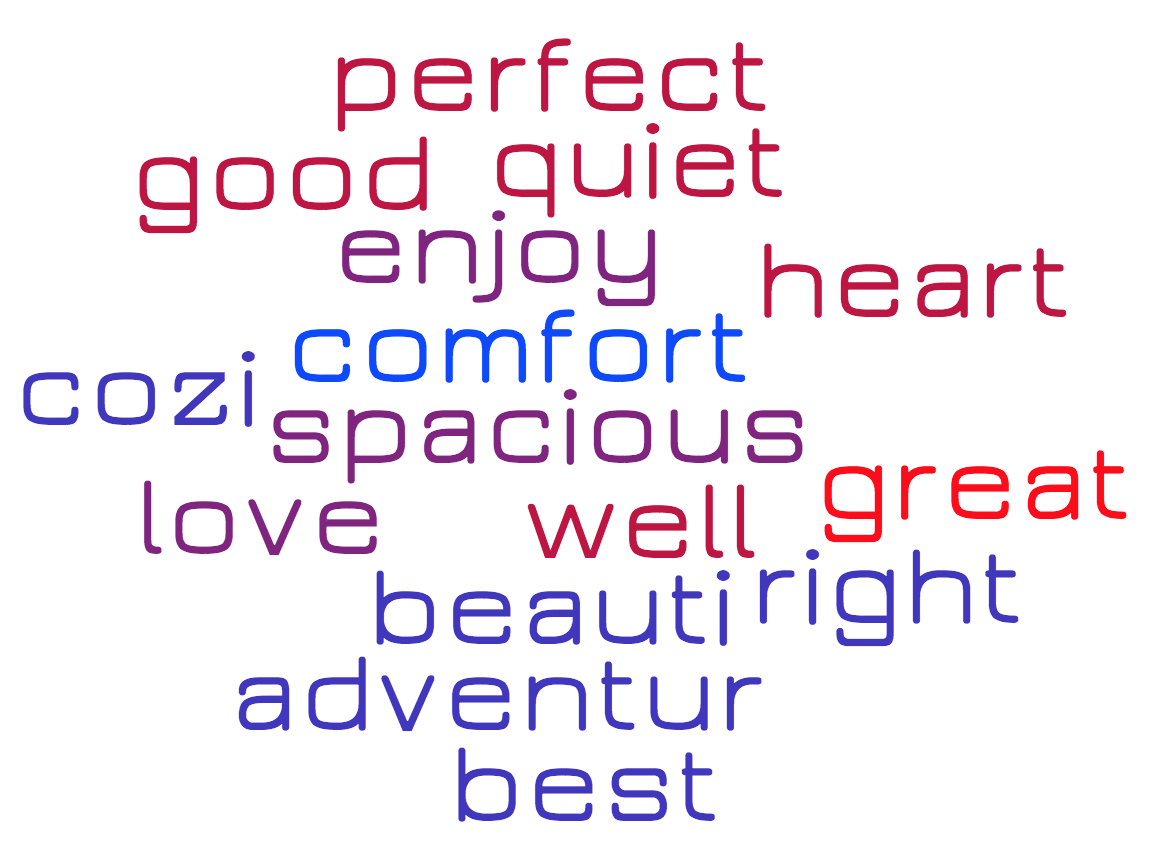 perfect
good quiet
enjoy
heart
comfort
cozi
spacious
great
love well
beauti right
adventur
best